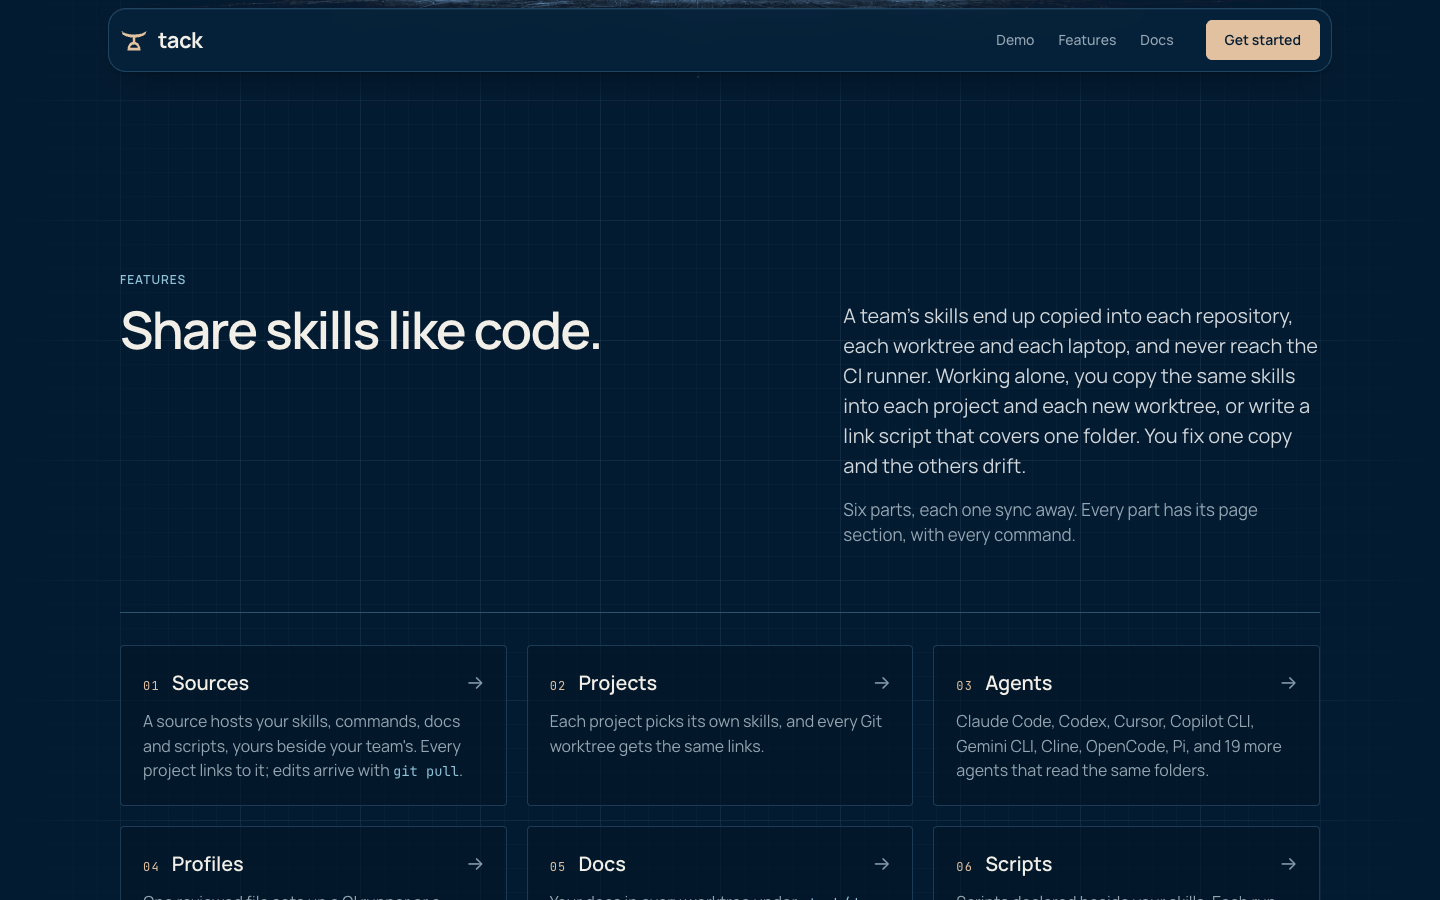 tack
Demo
Features
Docs
Get started
FEATURES
Share skills like code.
A team's skills end up copied into each repository,
each worktree and each laptop, and never reach the
CI runner. Working alone, you copy the same skills
into each project and each new worktree, or write a
link script that covers one folder. You fix one copy
and the others drift.
Six parts, each one sync away. Every part has its page
section, with every command.
01 Sources →
A source hosts your skills, commands, docs
and scripts, yours beside your team's. Every
project links to it; edits arrive with git pull.
02 Projects →
Each project picks its own skills, and every Git
worktree gets the same links.
03 Agents →
Claude Code, Codex, Cursor, Copilot CLI,
Gemini CLI, Cline, OpenCode, Pi, and 19 more
agents that read the same folders.
04 Profiles →
05 Docs →
06 Scripts →